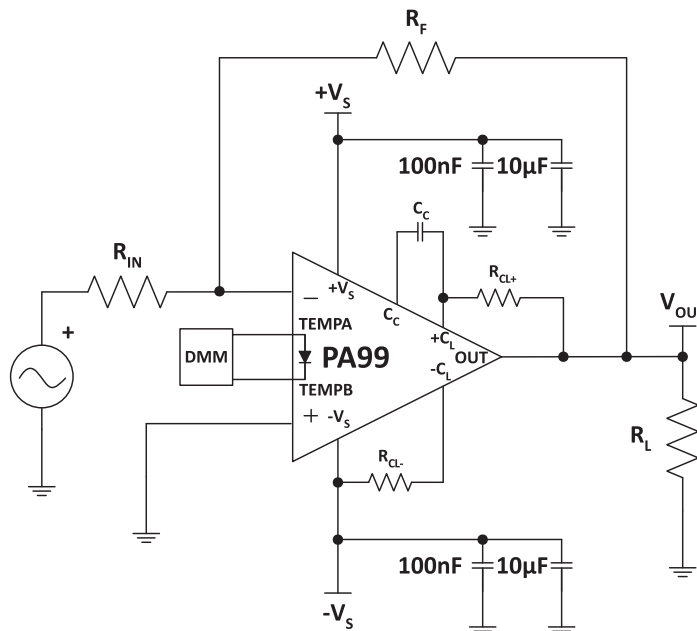 R_F
+V_S
100nF 10µF
C_C
R_IN
R_CL+
+V_S
C_C
V_OU
−
TEMPA
+C_L
+
DMM
PA99
OUT
-C_L
TEMPB
+ -V_S
R_L
R_CL-
100nF 10µF
-V_S